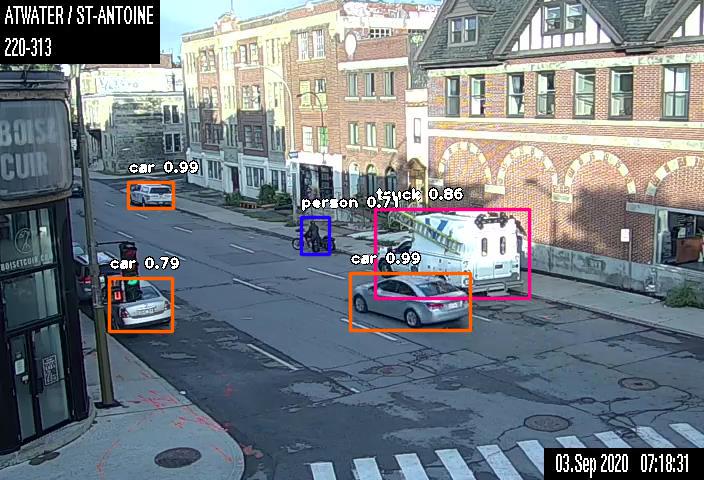 ATWATER / ST-ANTOINE
220-313
BOISE
CUIR
BOISETCUIR
car 0.99
person 0.71
truck 0.86
car 0.79
car 0.99
03.Sep 2020 07:18:31